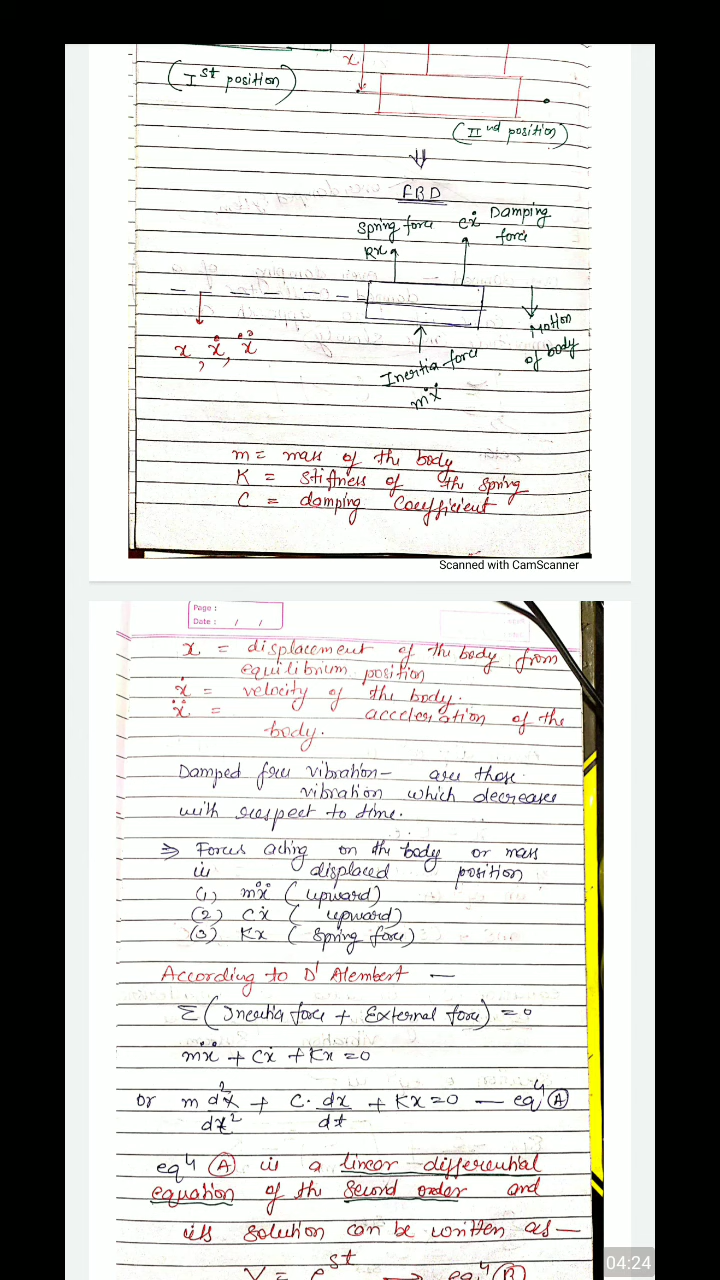 x
(Ist position)
(IInd position)
⇓
FBD
Spring force
Kx
cẋ Damping
force
x, ẋ, ẍ
Motion
of body
Inertia force
mẍ
m = mass of the body
K = stiffness of the spring
C = damping coefficient
Scanned with CamScanner
Page :
Date : / /
x = displacement of the body from
equilibrium position
ẋ = velocity of the body.
ẍ = acceleration of the
body.
Damped free vibration - are those
vibration which decreases
with respect to time.
⇒ Forces acting on the body or mass
in displaced position
(1) mẍ (upward)
(2) Cẋ (upward)
(3) Kx (Spring force)
According to D' Alembert -
Σ(Inertia force + External force) = 0
mẍ + Cẋ + Kx = 0
or m d²x/dt² + C. dx/dt + Kx = 0 - eqⁿ (A)
eqⁿ (A) is a linear differential
equation of the second order and
its solution can be written as -
X = e^st → eqⁿ (B)
04:24